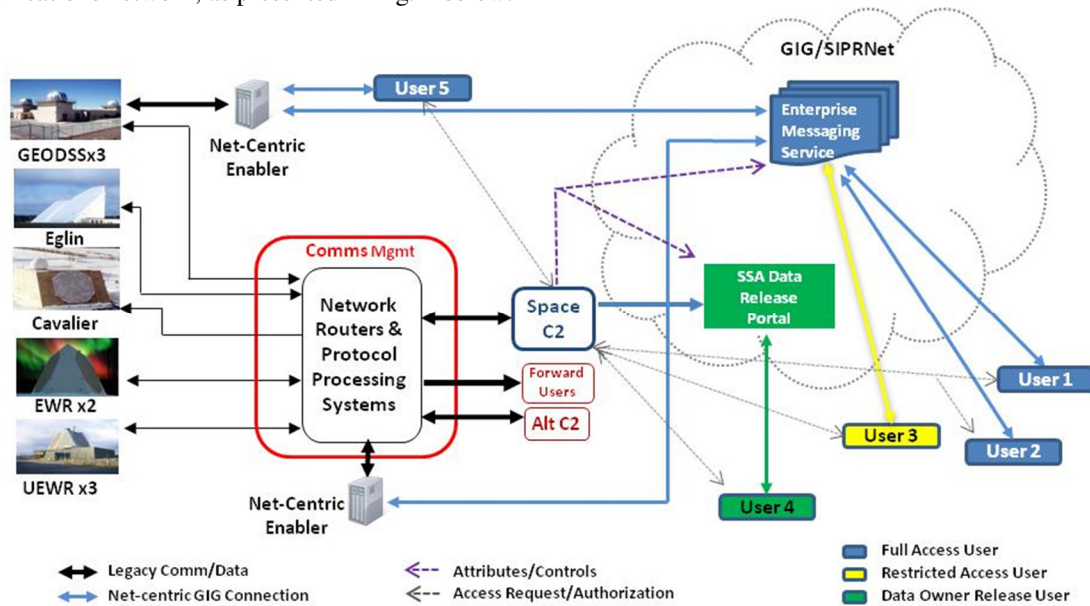 GIG/SIPRNet
User 5
Enterprise
Messaging
Service
GEODSSx3
Net-Centric
Enabler
Eglin
Comms Mgmt
Cavalier
Network
Routers &
Protocol
Processing
Systems
Space
C2
SSA Data
Release
Portal
EWR x2
Forward
Users
Alt C2
User 1
User 3
User 2
UEWR x3
Net-Centric
Enabler
User 4
Legacy Comm/Data
Net-centric GIG Connection
Attributes/Controls
Access Request/Authorization
Full Access User
Restricted Access User
Data Owner Release User